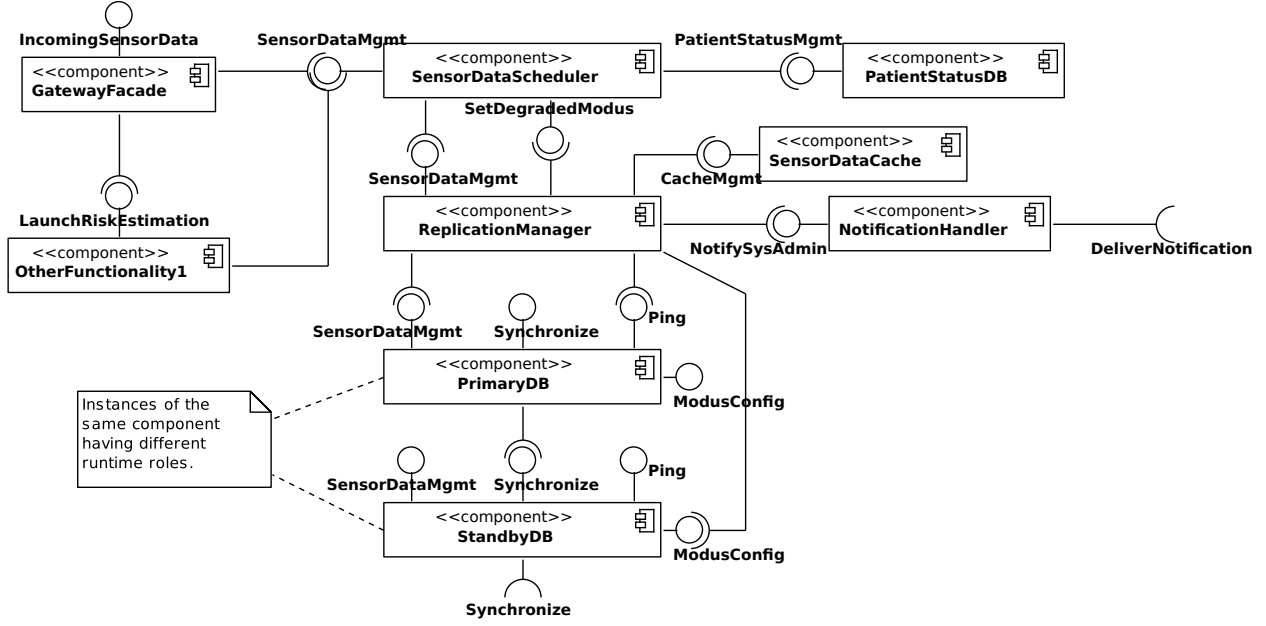 IncomingSensorData
SensorDataMgmt
PatientStatusMgmt
<<component>>
GatewayFacade
<<component>>
SensorDataScheduler
<<component>>
PatientStatusDB
SetDegradedModus
<<component>>
SensorDataCache
SensorDataMgmt
CacheMgmt
LaunchRiskEstimation
<<component>>
ReplicationManager
<<component>>
NotificationHandler
NotifySysAdmin
DeliverNotification
<<component>>
OtherFunctionality1
SensorDataMgmt
Synchronize
Ping
<<component>>
PrimaryDB
ModusConfig
Instances of the
same component
having different
runtime roles.
SensorDataMgmt
Synchronize
Ping
<<component>>
StandbyDB
ModusConfig
Synchronize